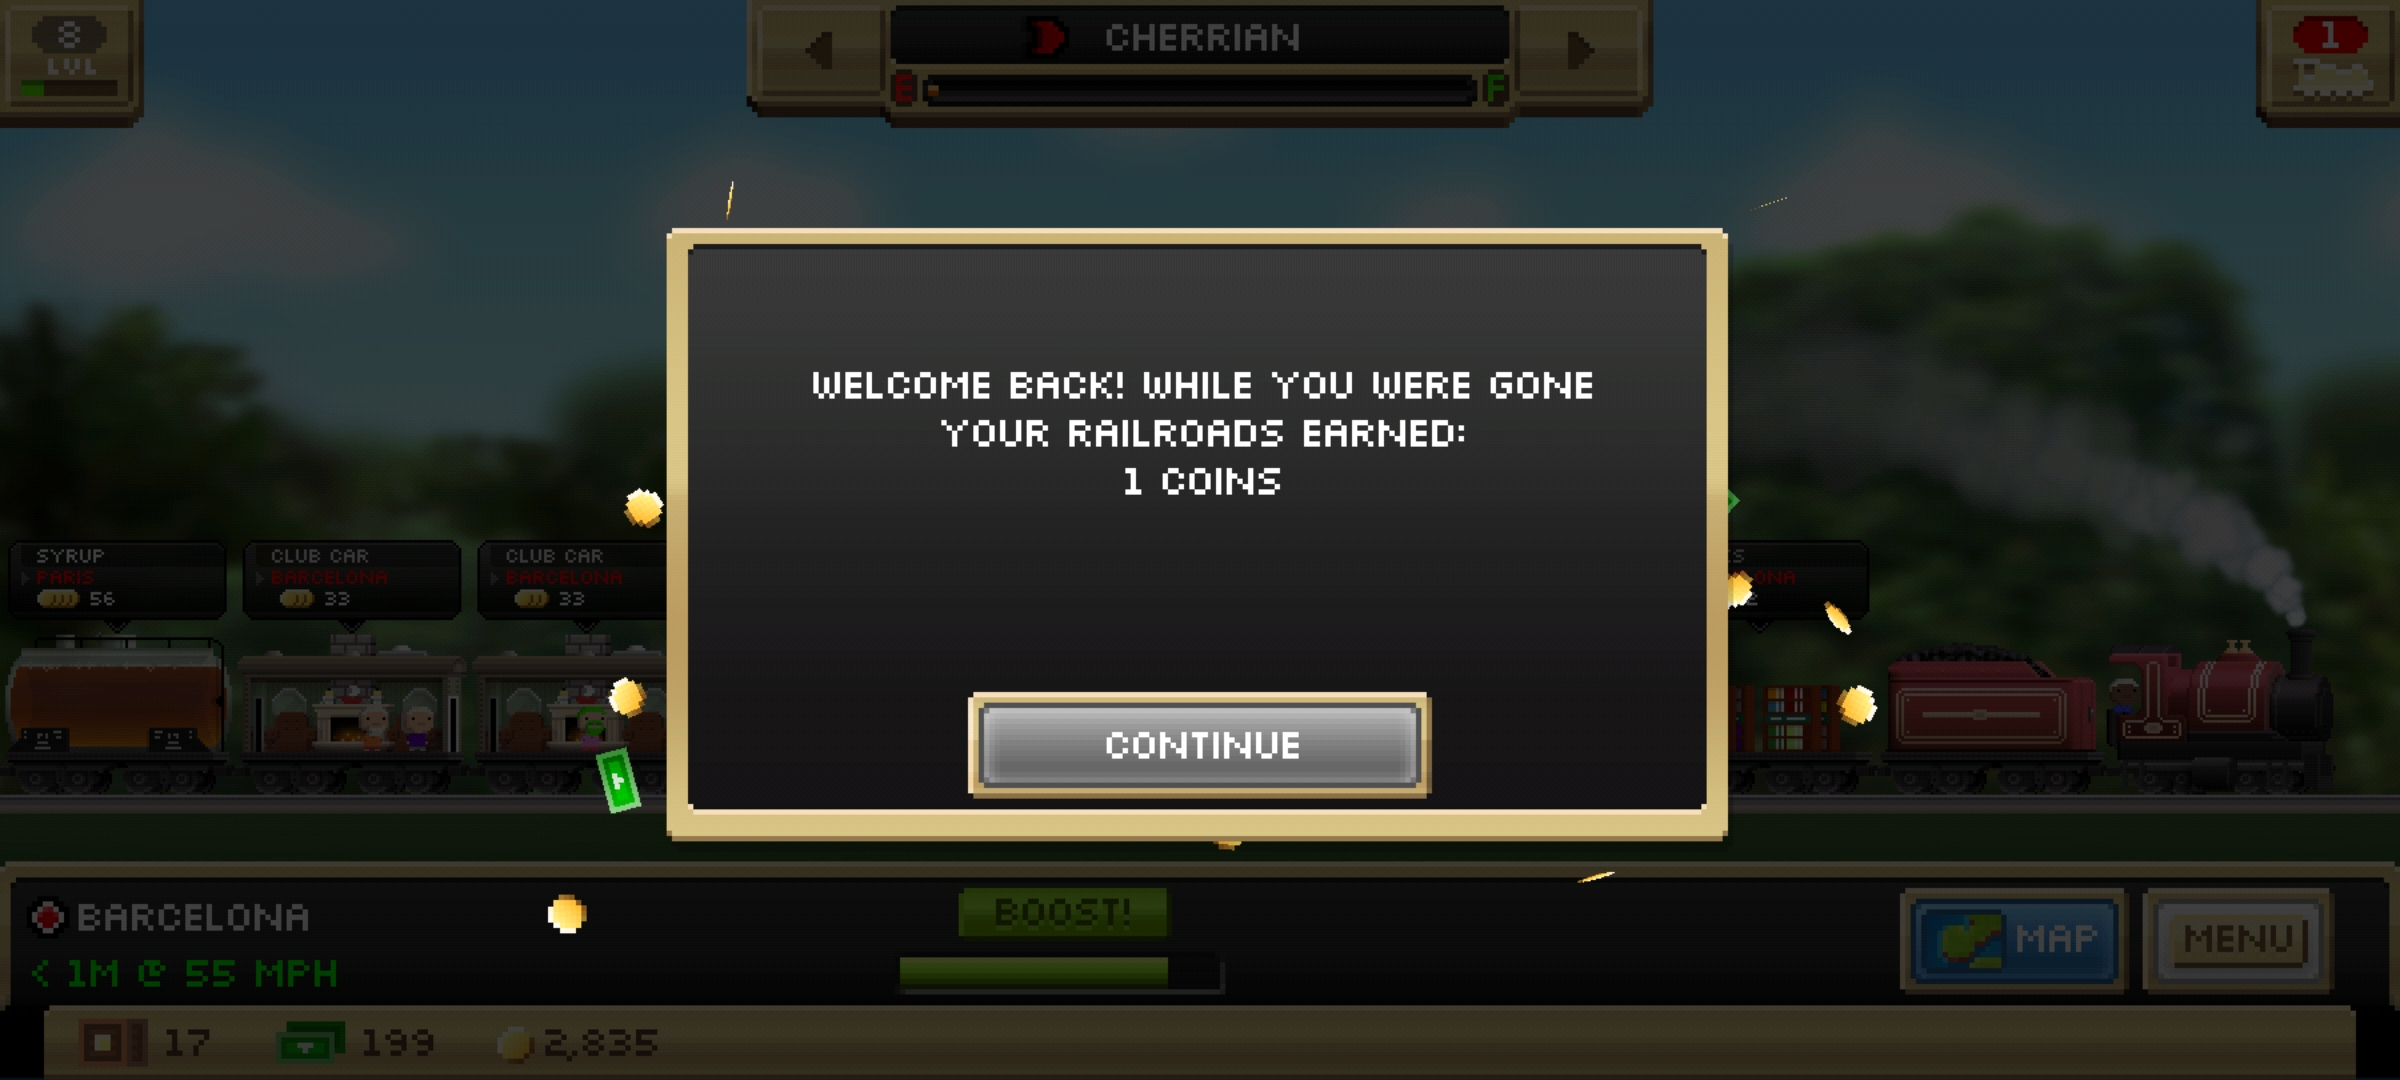 8
LVL
CHERRIAN
E
F
1
WELCOME BACK! WHILE YOU WERE GONE
YOUR RAILROADS EARNED:
1 COINS
SYRUP
PARIS
56
CLUB CAR
BARCELONA
33
CLUB CAR
BARCELONA
33
CONTINUE
BARCELONA
< 1M @ 55 MPH
BOOST!
MAP
MENU
17
199
2,835